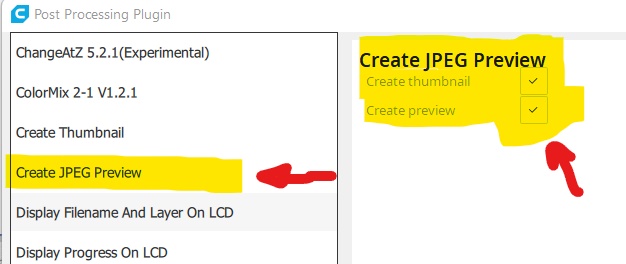 Post Processing Plugin
ChangeAtZ 5.2.1(Experimental)
ColorMix 2-1 V1.2.1
Create Thumbnail
Create JPEG Preview
Display Filename And Layer On LCD
Display Progress On LCD
Create JPEG Preview
Create thumbnail
Create preview